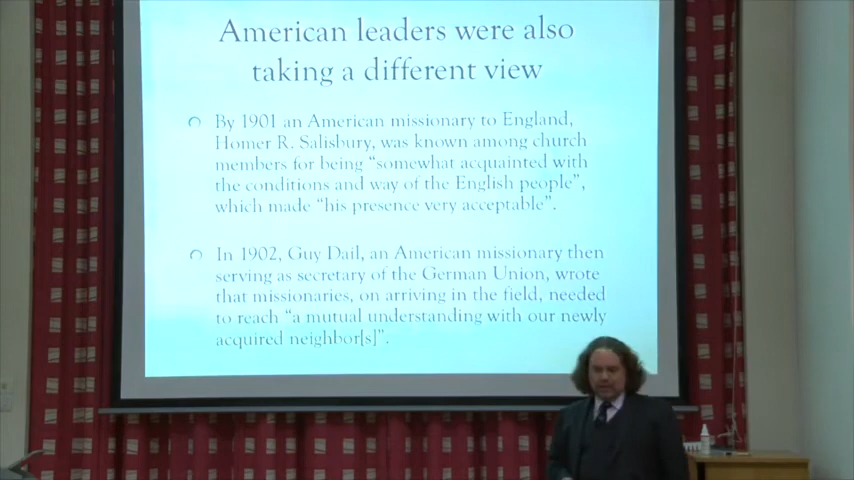 American leaders were also
taking a different view
By 1901 an American missionary to England,
Homer R. Salisbury, was known among church
members for being “somewhat acquainted with
the conditions and way of the English people”,
which made “his presence very acceptable”.
In 1902, Guy Dail, an American missionary then
serving as secretary of the German Union, wrote
that missionaries, on arriving in the field, needed
to reach “a mutual understanding with our newly
acquired neighbor[s]”.